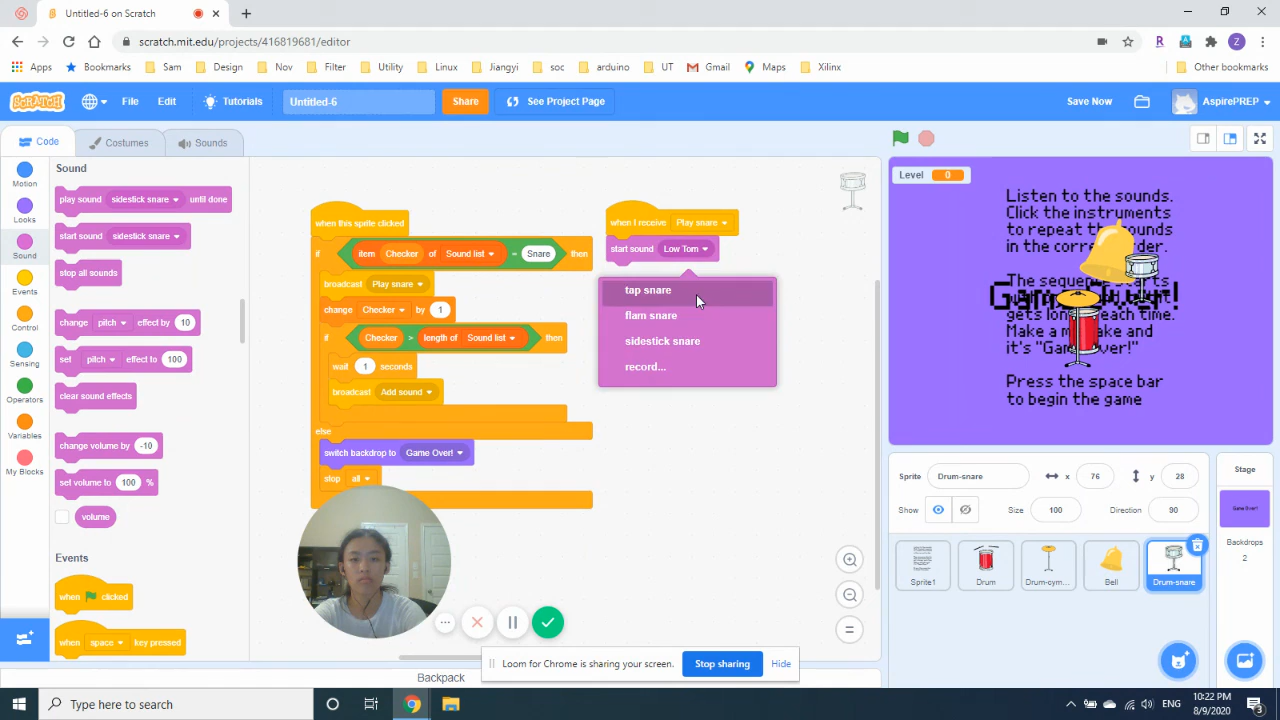 Untitled-6 on Scratch
scratch.mit.edu/projects/416819681/editor
Apps Bookmarks Sam Design Nov Filter Utility Linux Jiangyi soc arduino UT Gmail Maps Xilinx Other bookmarks
SCRATCH File Edit Tutorials Untitled-6 Share See Project Page Save Now AspirePREP
Code Costumes Sounds
Motion
Looks
Sound
Events
Control
Sensing
Operators
Variables
My Blocks
Sound
play sound sidestick snare until done
start sound sidestick snare
stop all sounds
change pitch effect by 10
set pitch effect to 100
clear sound effects
change volume by -10
set volume to 100 %
volume
Events
when clicked
when space key pressed
when this sprite clicked
if item Checker of Sound list = Snare then
broadcast Play snare
change Checker by 1
if Checker > length of Sound list then
wait 1 seconds
broadcast Add sound
else
switch backdrop to Game Over!
stop all
when I receive Play snare
start sound Low Tom
tap snare
flam snare
sidestick snare
record...
Level 0
Listen to the sounds.
Click the instruments
to repeat the sounds
in the correct order.
Game Over!
Make a mistake and
it's "Game Over!"
Press the space bar
to begin the game
Sprite Drum-snare x 76 y 28
Show Size 100 Direction 90
Sprite1 Drum Drum-cym... Bell Drum-snare
Stage
Game Over!
Backdrops
2
Backpack
Loom for Chrome is sharing your screen. Stop sharing Hide
Type here to search
ENG
10:22 PM
8/9/2020
3